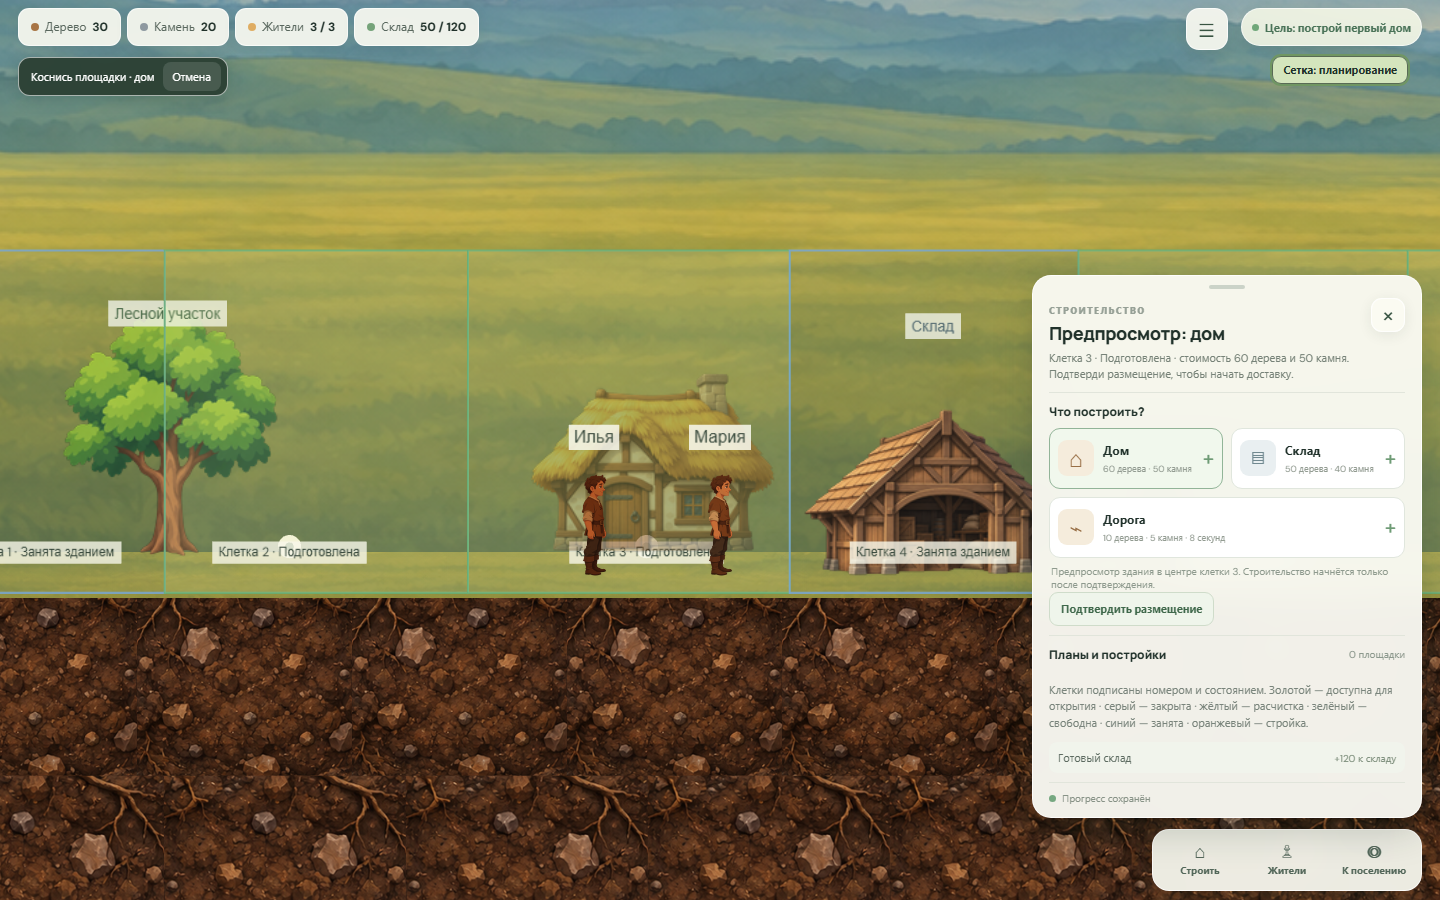 Дерево 30
Камень 20
Жители 3 / 3
Склад 50 / 120
Цель: построй первый дом
Коснись площадки · дом
Отмена
Сетка: планирование
Лесной участок
Склад
Илья
Мария
а 1 · Занята зданием
Клетка 2 · Подготовлена
Клетка 4 · Занята зданием
СТРОИТЕЛЬСТВО
Предпросмотр: дом
Клетка 3 · Подготовлена · стоимость 60 дерева и 50 камня.
Подтверди размещение, чтобы начать доставку.
Что построить?
Дом
60 дерева · 50 камня
Склад
50 дерева · 40 камня
Дорога
10 дерева · 5 камня · 8 секунд
Предпросмотр здания в центре клетки 3. Строительство начнётся только
после подтверждения.
Подтвердить размещение
Планы и постройки
0 площадки
Клетки подписаны номером и состоянием. Золотой — доступна для
открытия · серый — закрыта · жёлтый — расчистка · зелёный —
свободна · синий — занята · оранжевый — стройка.
Готовый склад
+120 к складу
Прогресс сохранён
Строить
Жители
К поселению